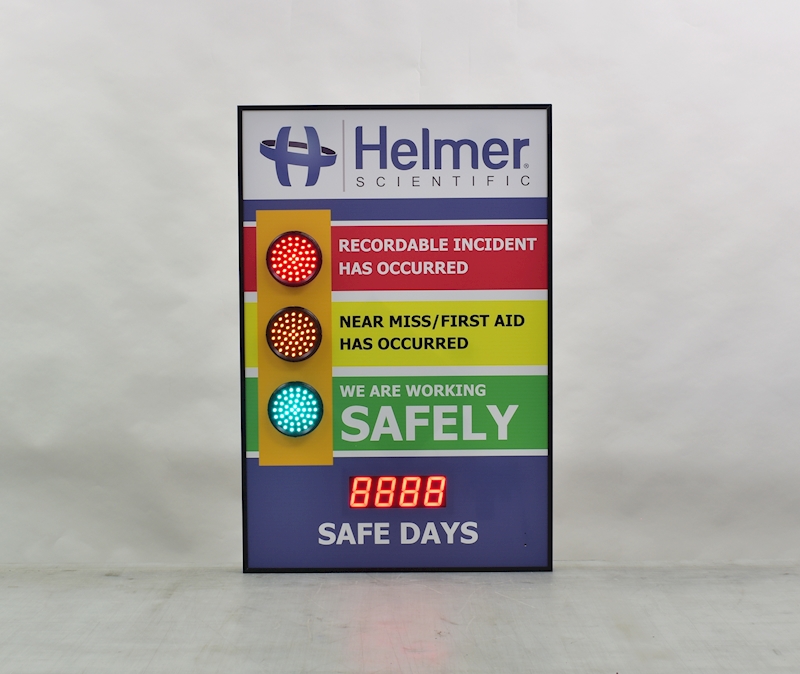 Helmer®
SCIENTIFIC
RECORDABLE INCIDENT
HAS OCCURRED
NEAR MISS/FIRST AID
HAS OCCURRED
WE ARE WORKING
SAFELY
8888
SAFE DAYS